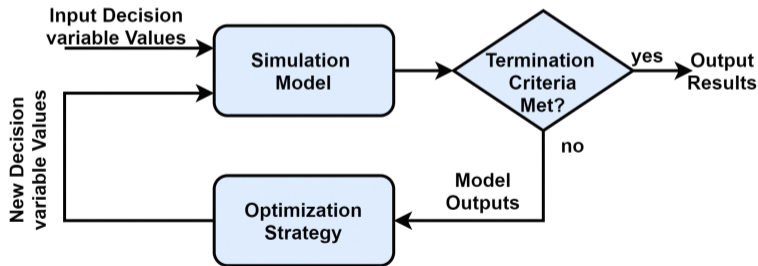 Input Decision
variable Values
Simulation
Model
Termination
Criteria
Met?
yes
Output
Results
no
Model
Outputs
Optimization
Strategy
New Decision
variable Values